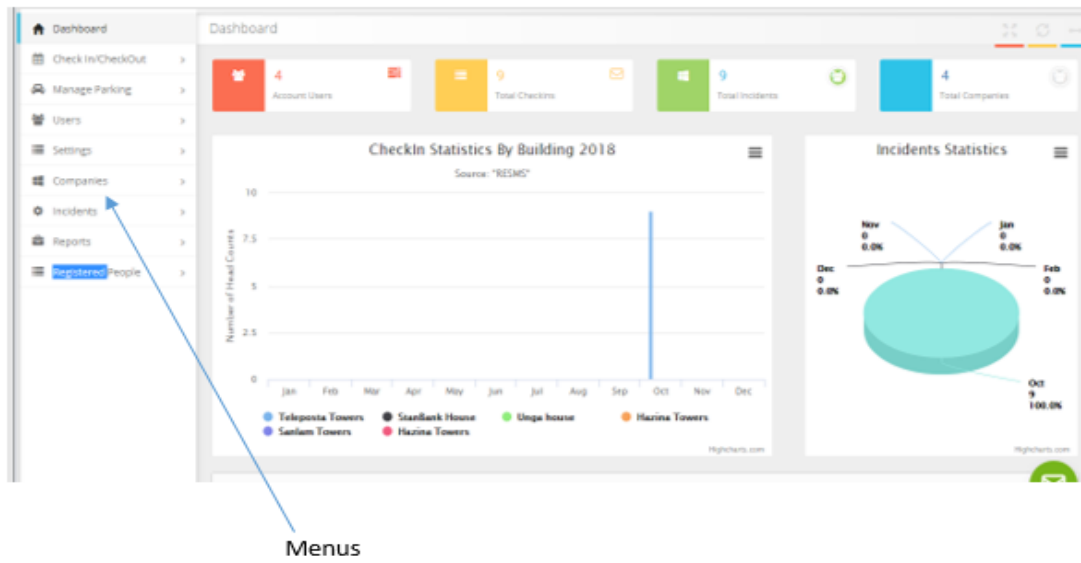 Dashboard
Check In/CheckOut
Manage Parking
Users
Settings
Companies
Incidents
Reports
Registered People
Dashboard
4
Account Users
9
Total Checkins
9
Total Incidents
4
Total Companies
CheckIn Statistics By Building 2018
Source: "RESMS"
Number of Head Counts
10
7.5
5
2.5
0
Jan Feb Mar Apr May Jun Jul Aug Sep Oct Nov Dec
Teleposta Towers StanBank House Unga house Hazina Towers
Sanlam Towers Hazina Towers
Highcharts.com
Incidents Statistics
Nov
0
0.0%
Jan
0
0.0%
Dec
0
0.0%
Feb
0
0.0%
Oct
9
100.0%
Highcharts.com
Menus